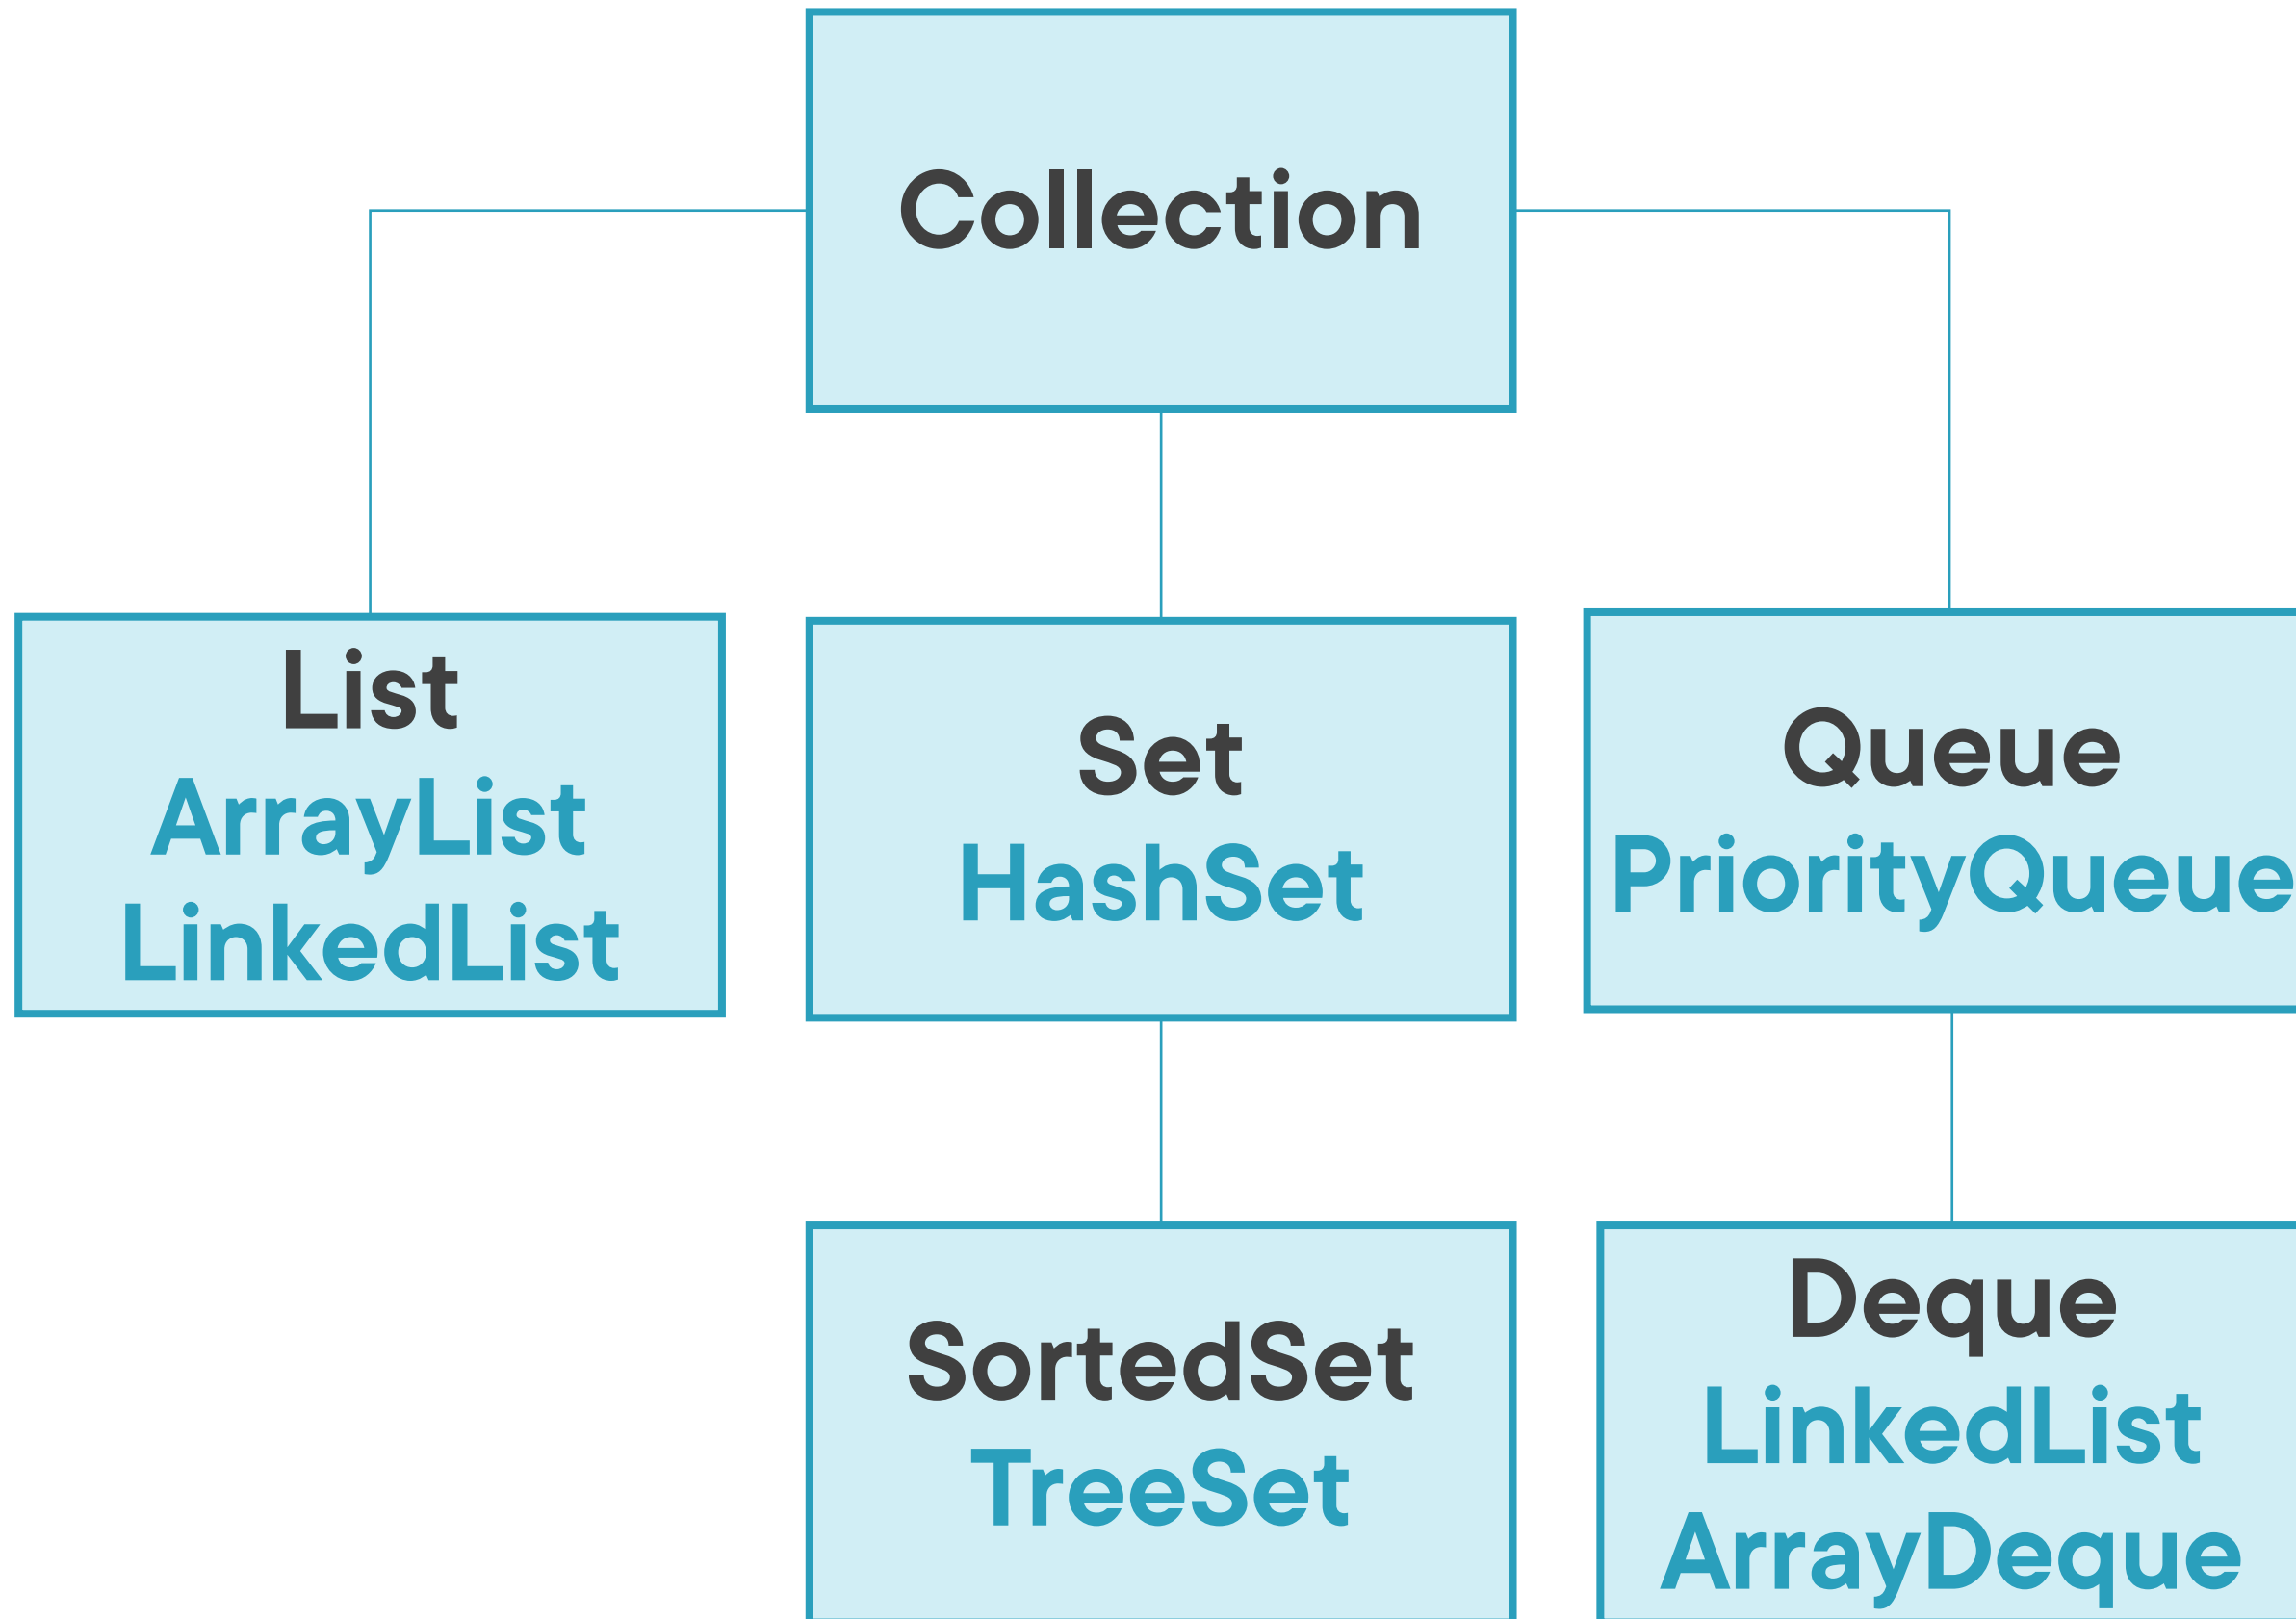 Collection
List
ArrayList
LinkedList
Set
HashSet
Queue
PriorityQueue
SortedSet
TreeSet
Deque
LinkedList
ArrayDeque